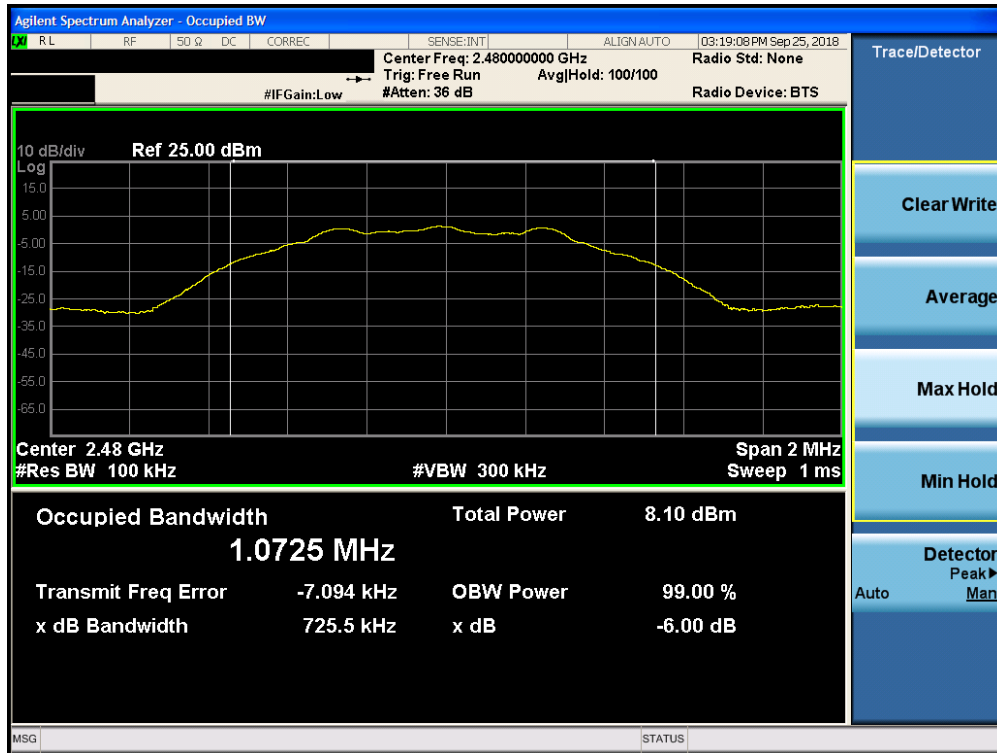 Agilent Spectrum Analyzer - Occupied BW
LXI RL RF 50 Ω DC CORREC SENSE:INT ALIGN AUTO 03:19:08 PM Sep 25, 2018
Center Freq: 2.480000000 GHz Radio Std: None
Trig: Free Run Avg|Hold: 100/100
#IFGain:Low #Atten: 36 dB Radio Device: BTS
Trace/Detector
10 dB/div Ref 25.00 dBm
Log
15.0
5.00
-5.00
-15.0
-25.0
-35.0
-45.0
-55.0
-65.0
Center 2.48 GHz Span 2 MHz
#Res BW 100 kHz #VBW 300 kHz Sweep 1 ms
Occupied Bandwidth Total Power 8.10 dBm
1.0725 MHz
Transmit Freq Error -7.094 kHz OBW Power 99.00 %
x dB Bandwidth 725.5 kHz x dB -6.00 dB
Clear Write
Average
Max Hold
Min Hold
Detector
Peak▶
Auto Man
MSG STATUS